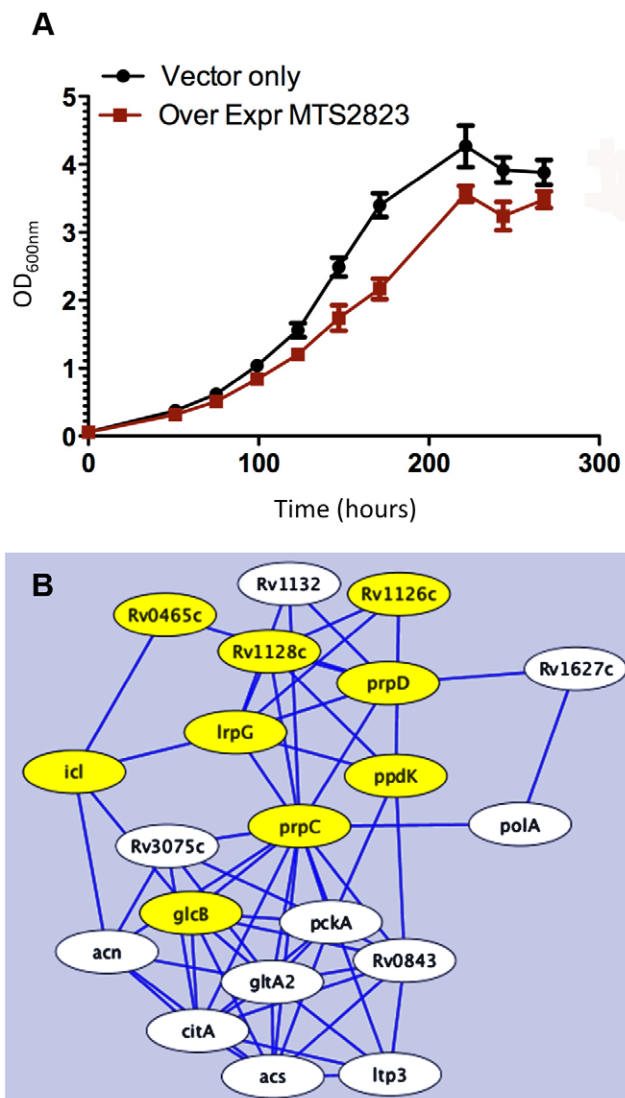 A
Vector only
Over Expr MTS2823
5
4
3
2
1
0
OD600nm
0 100 200 300
Time (hours)
B
Rv1132
Rv1126c
Rv0465c
Rv1128c
prpD
Rv1627c
lrpG
icl
ppdK
prpC
polA
Rv3075c
glcB
pckA
acn
Rv0843
gltA2
citA
acs
ltp3